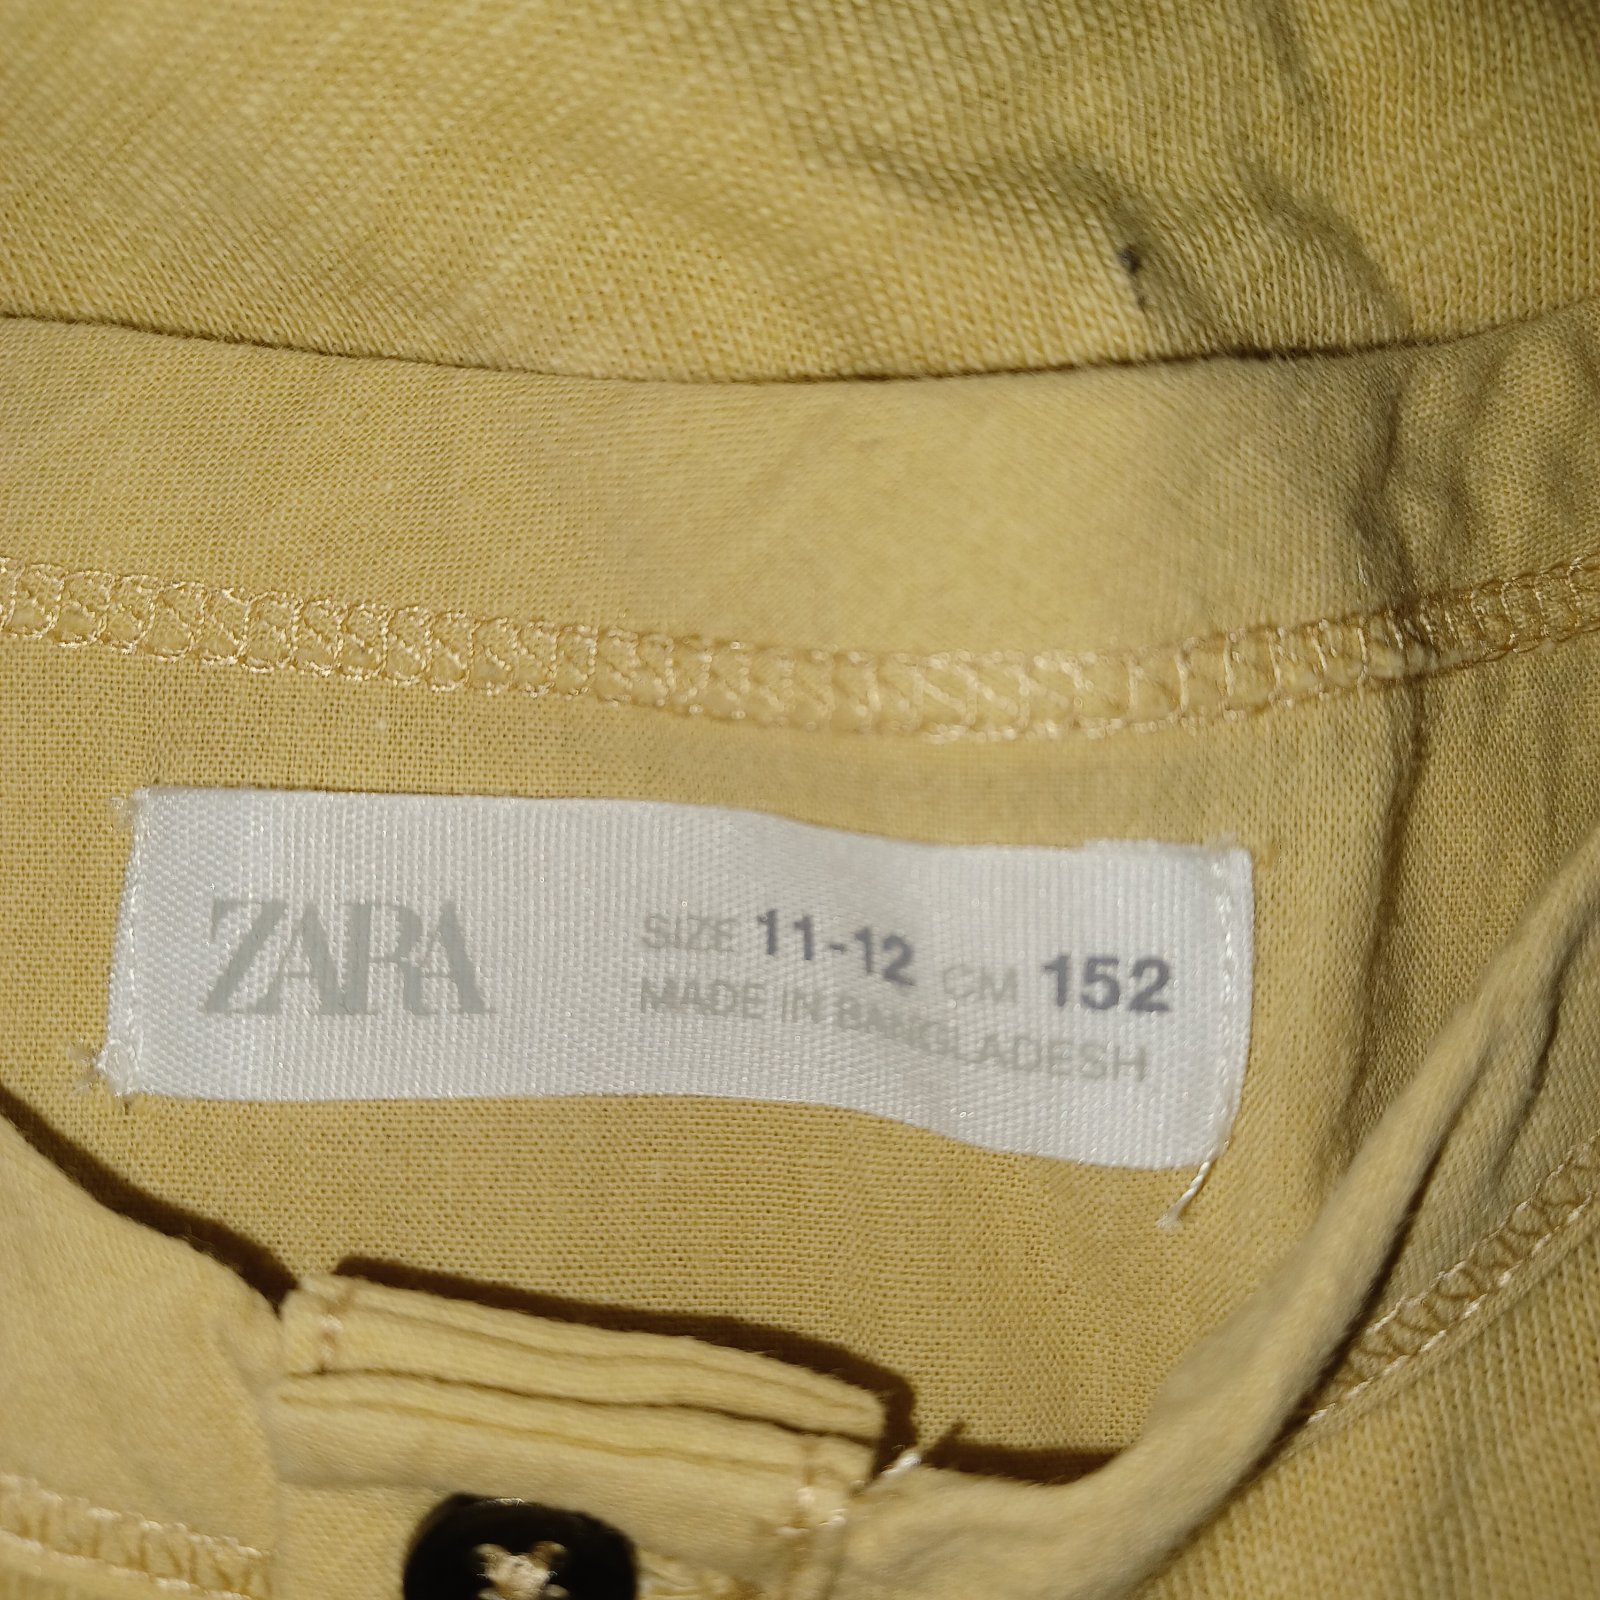 ZARA
SIZE 11-12 CM 152
MADE IN BANGLADESH